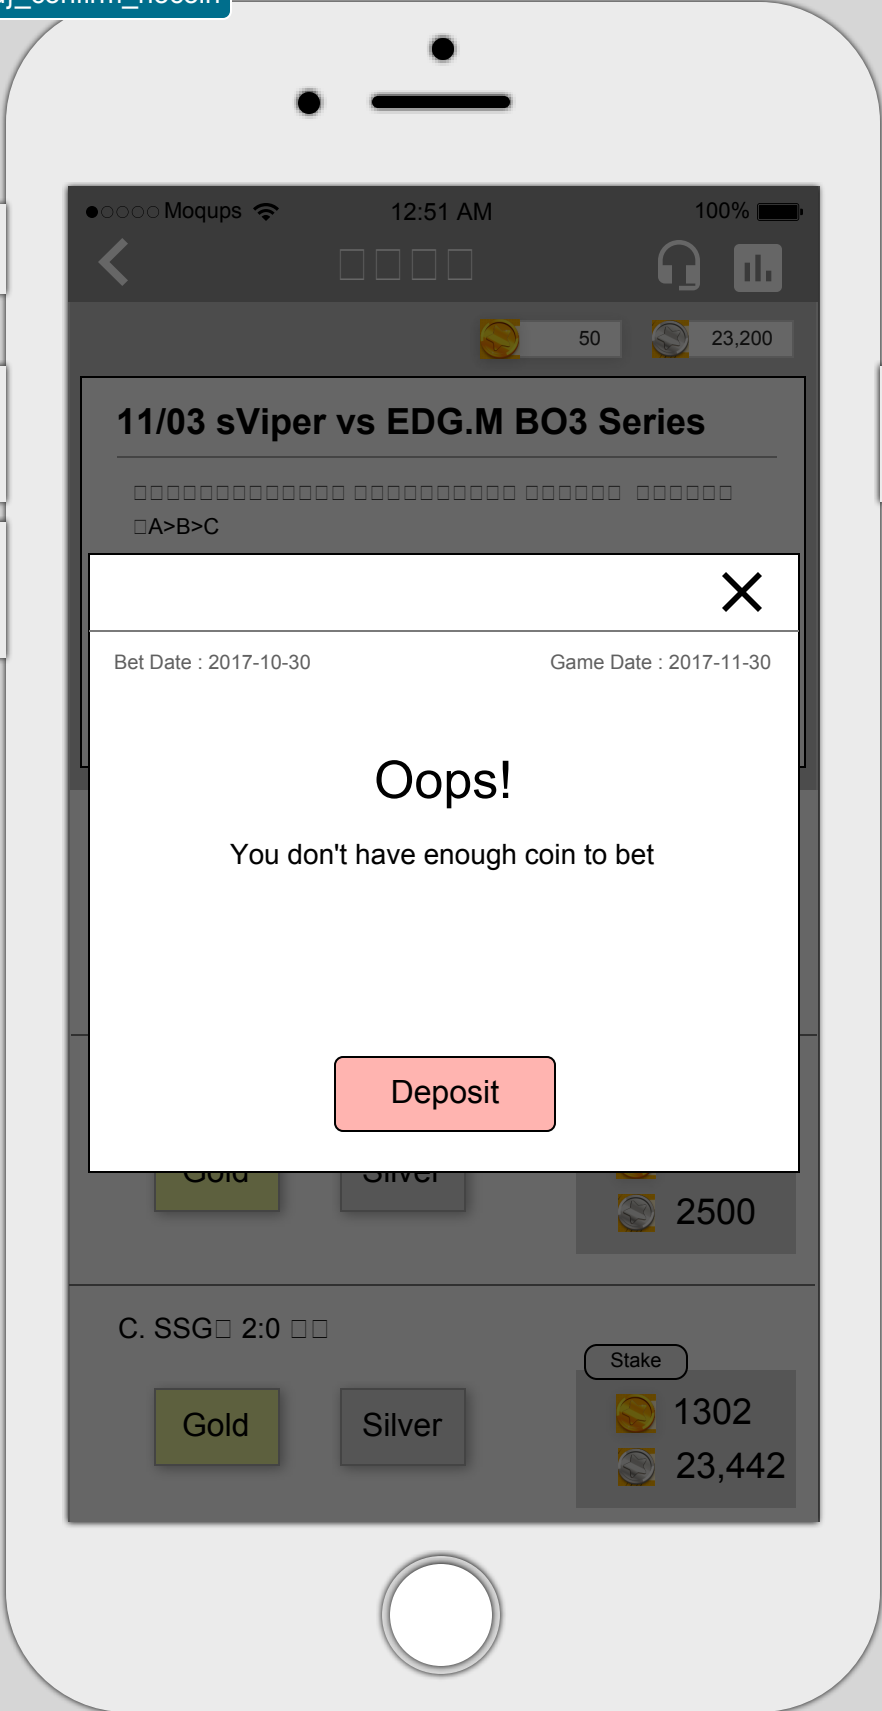 Moqups
12:51 AM
100%
50
23,200
11/03 sViper vs EDG.M BO3 Series
A>B>C
Bet Date : 2017-10-30
Game Date : 2017-11-30
Oops!
You don't have enough coin to bet
Deposit
Gold
Silver
2500
C. SSG 2:0
Stake
Gold
Silver
1302
23,442